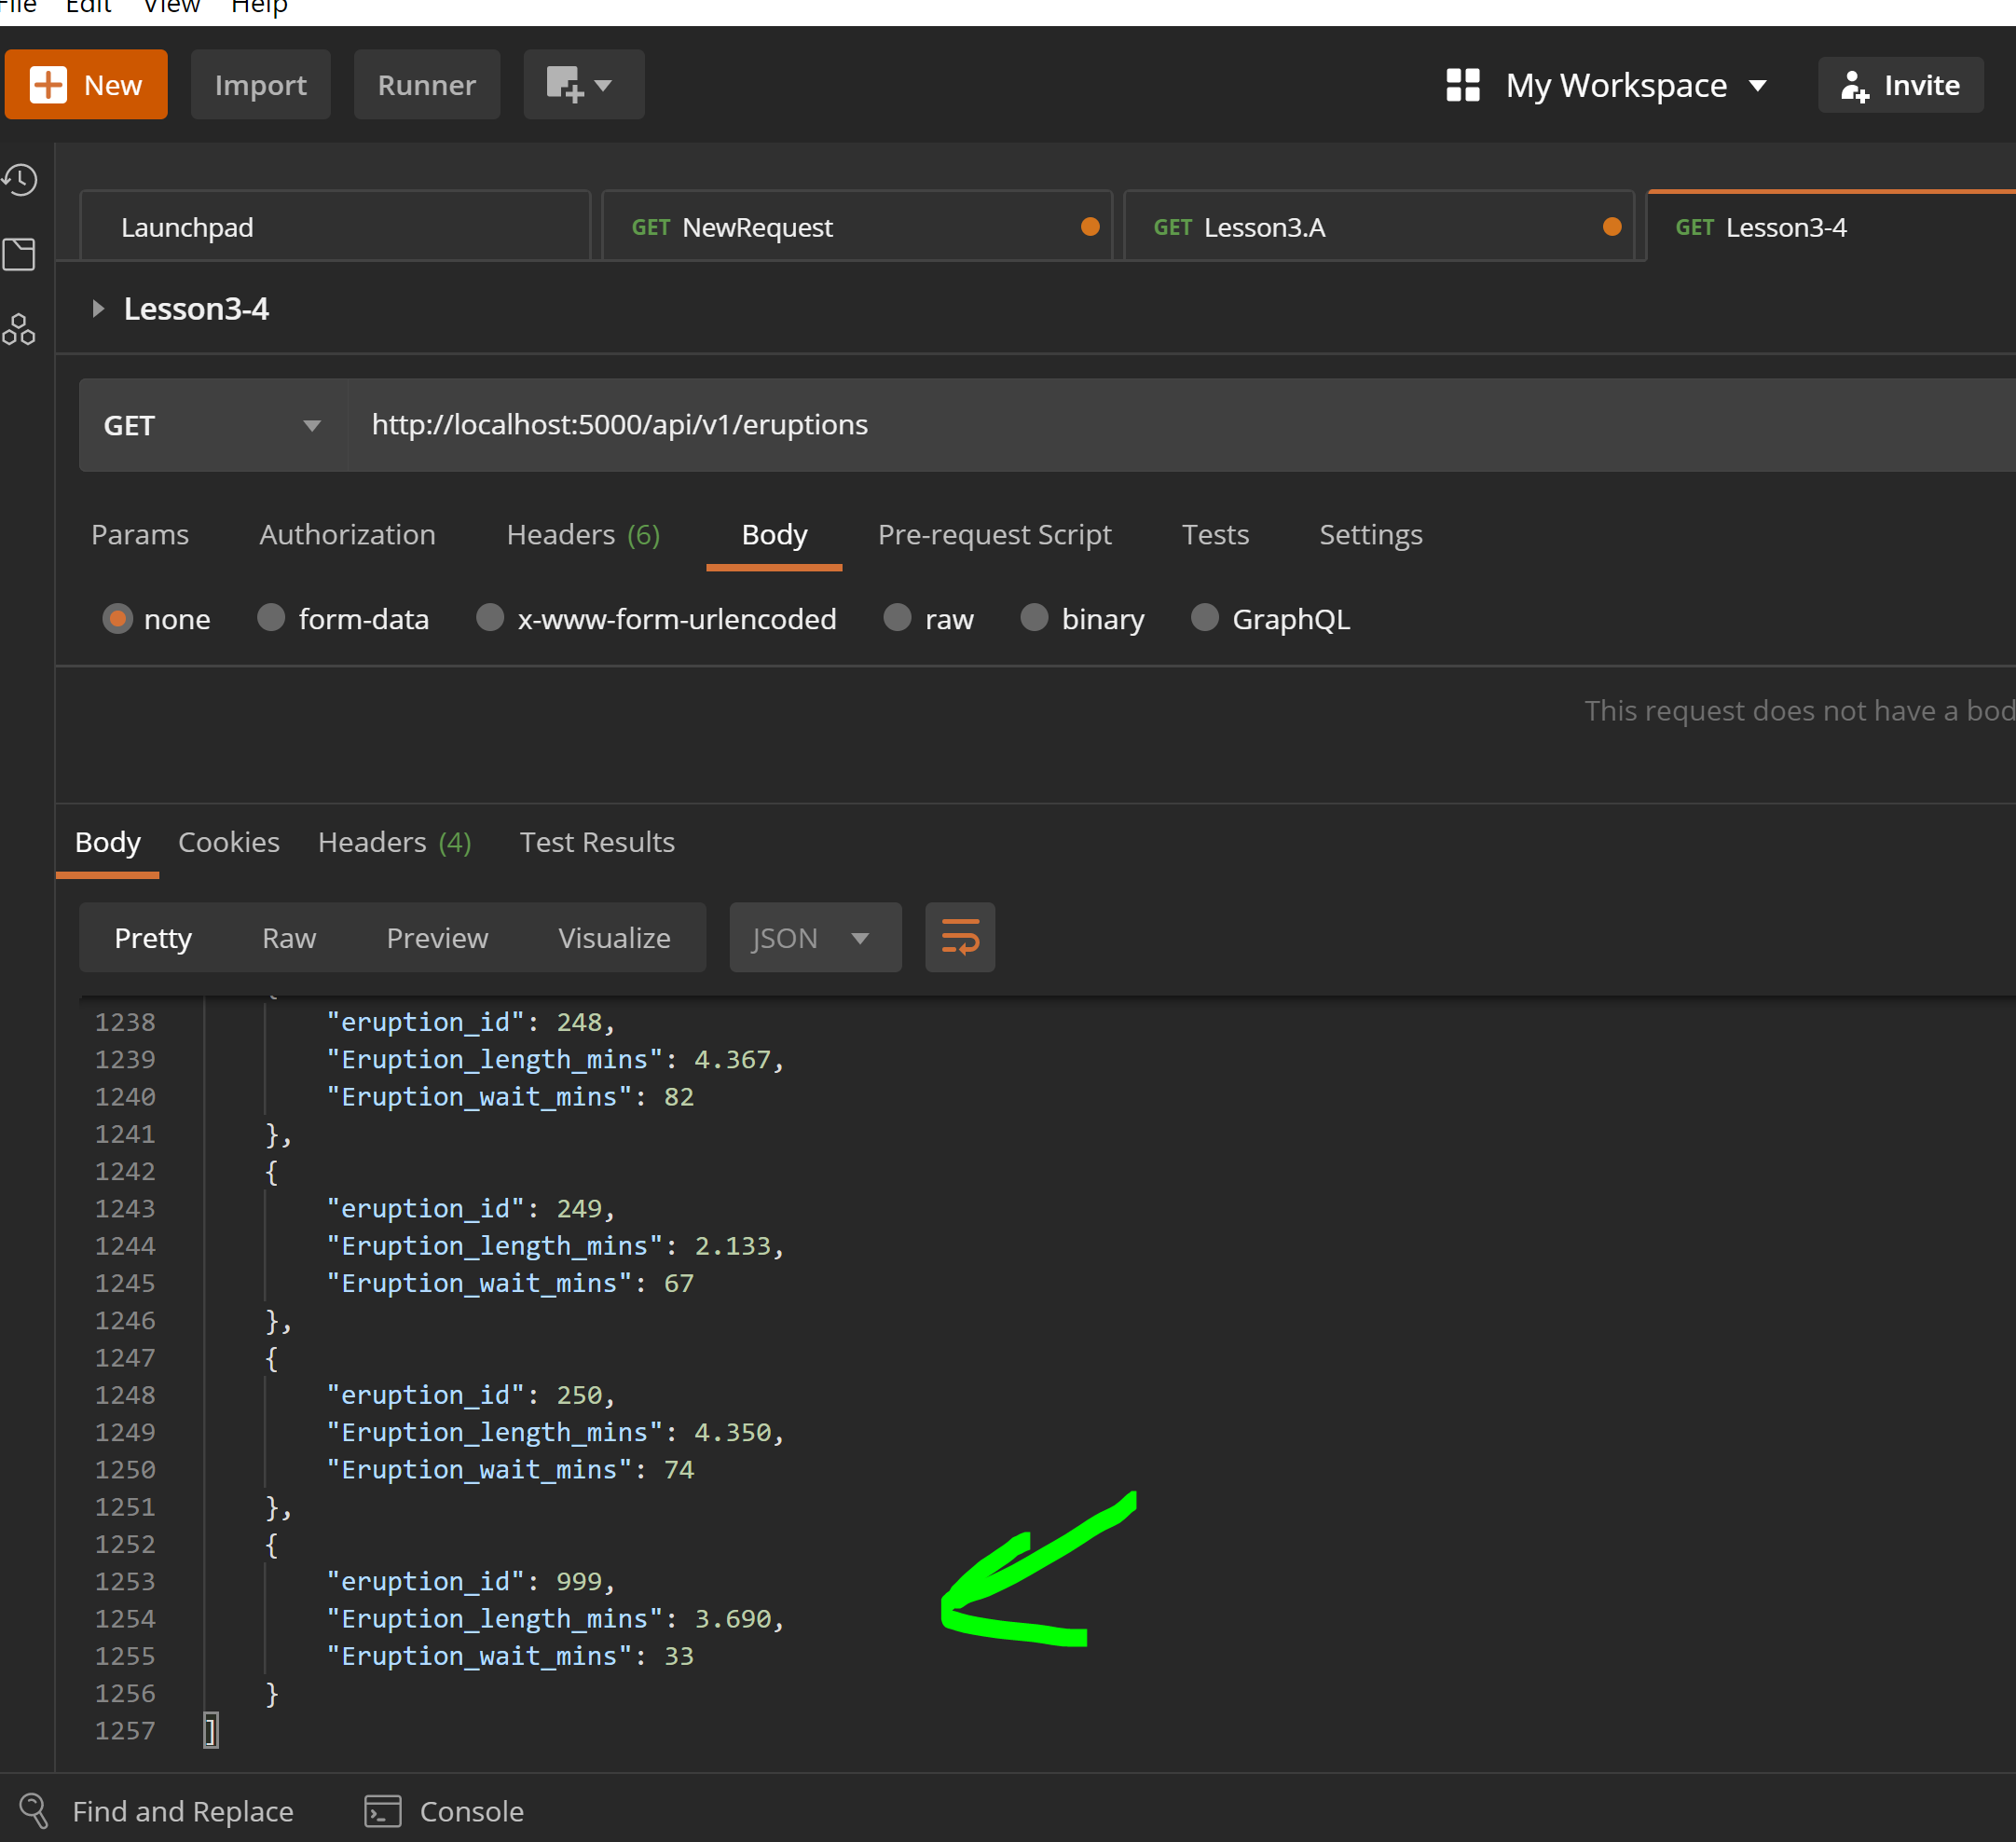 File Edit View Help
New Import Runner My Workspace Invite
Launchpad GET NewRequest GET Lesson3.A GET Lesson3-4
Lesson3-4
GET http://localhost:5000/api/v1/eruptions
Params Authorization Headers (6) Body Pre-request Script Tests Settings
none form-data x-www-form-urlencoded raw binary GraphQL
This request does not have a bod
Body Cookies Headers (4) Test Results
Pretty Raw Preview Visualize JSON
1238 "eruption_id": 248,
1239 "Eruption_length_mins": 4.367,
1240 "Eruption_wait_mins": 82
1241 },
1242 {
1243 "eruption_id": 249,
1244 "Eruption_length_mins": 2.133,
1245 "Eruption_wait_mins": 67
1246 },
1247 {
1248 "eruption_id": 250,
1249 "Eruption_length_mins": 4.350,
1250 "Eruption_wait_mins": 74
1251 },
1252 {
1253 "eruption_id": 999,
1254 "Eruption_length_mins": 3.690,
1255 "Eruption_wait_mins": 33
1256 }
1257 ]
Find and Replace Console